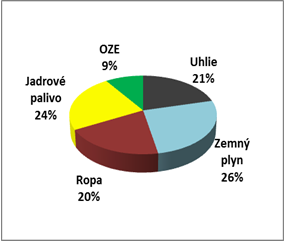 OZE
9%
Uhlie
21%
Jadrové
palivo
24%
Zemný
plyn
26%
Ropa
20%